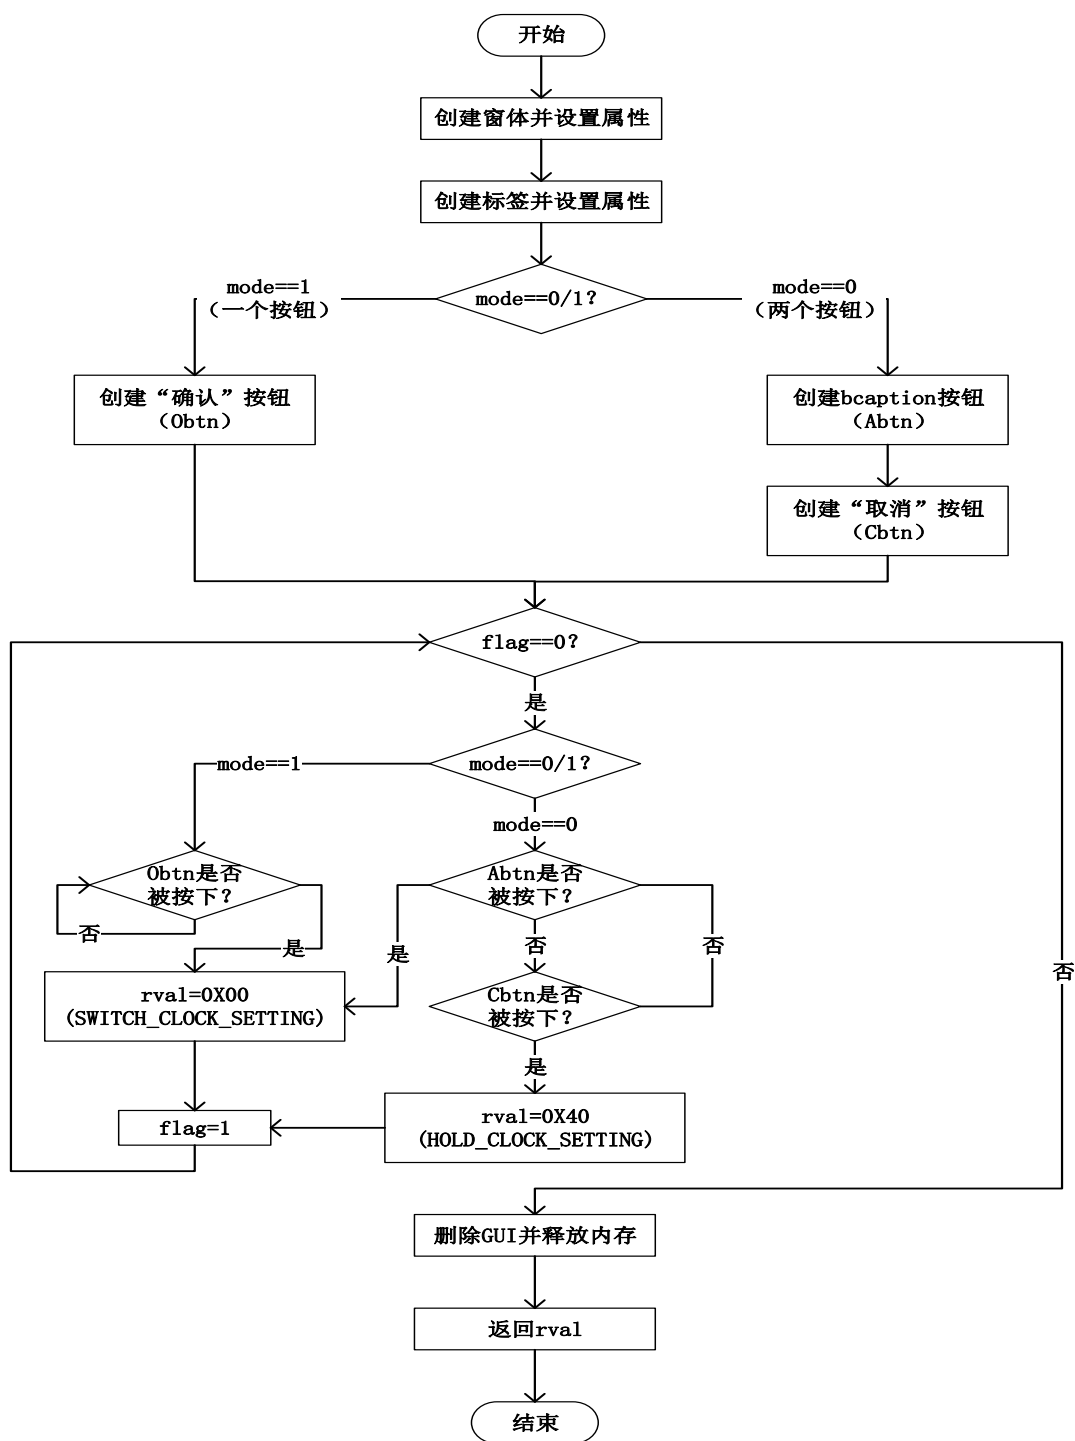 开始
创建窗体并设置属性
创建标签并设置属性
mode==0/1?
mode==1
（一个按钮）
mode==0
（两个按钮）
创建“确认”按钮
（Obtn）
创建bcaption按钮
（Abtn）
创建“取消”按钮
（Cbtn）
flag==0?
是
mode==0/1?
mode==1
mode==0
Obtn是否
被按下？
否
是
Abtn是否
被按下？
是
否
否
Cbtn是否
被按下？
是
否
rval=0X00
(SWITCH_CLOCK_SETTING)
rval=0X40
(HOLD_CLOCK_SETTING)
flag=1
删除GUI并释放内存
返回rval
结束